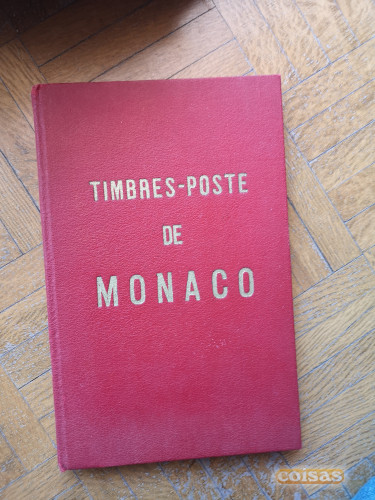 TIMBRES-POSTE
DE
MONACO
coisas